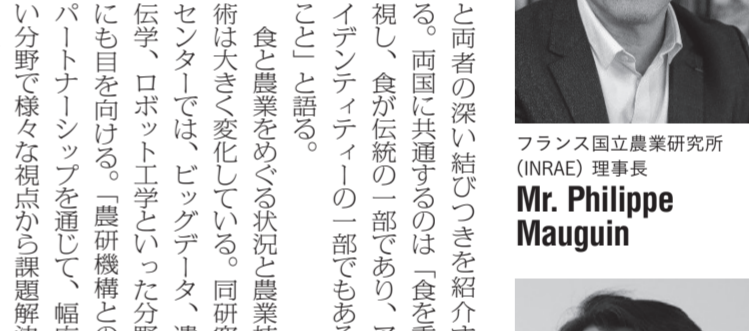 と両者の深い結びつきを紹介す
る。両国に共通するのは「食を重
視し、食が伝統の一部であり、ア
イデンティティーの一部でもある
こと」と語る。
食と農業をめぐる状況と農業技
術は大きく変化している。同研究
センターでは、ビッグデータ、遺
伝学、ロボット工学といった分野
にも目を向ける。「農研機構との
パートナーシップを通じて、幅広
い分野で様々な視点から課題解決
フランス国立農業研究所
(INRAE) 理事長
Mr. Philippe
Mauguin